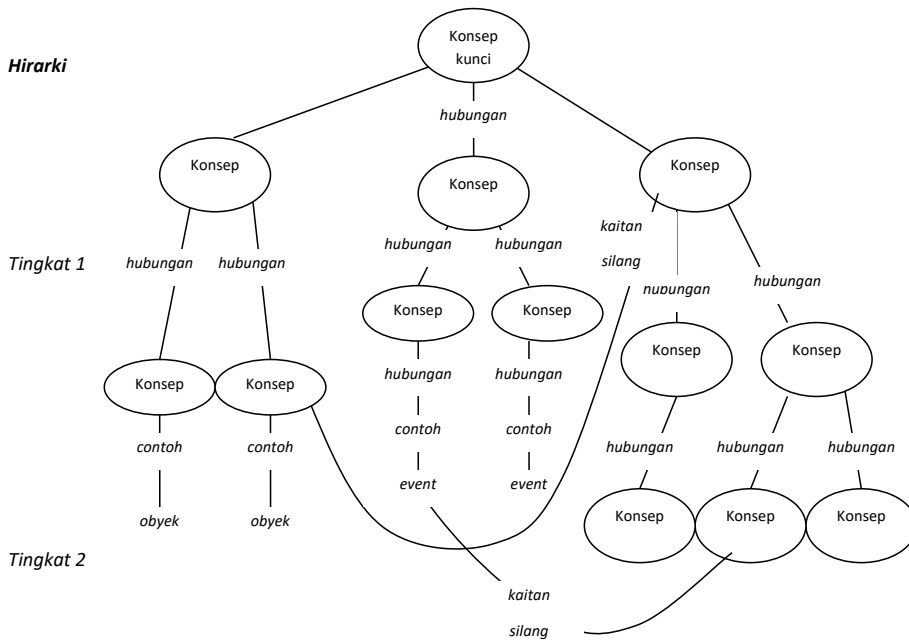 Konsep
kunci
Hirarki
hubungan
Konsep
Konsep
Konsep
kaitan
silang
hubungan
hubungan
Tingkat 1
hubungan
hubungan
hubungan
hubungan
Konsep
Konsep
Konsep
Konsep
Konsep
Konsep
hubungan
hubungan
contoh
contoh
contoh
contoh
hubungan
hubungan
hubungan
event
event
obyek
obyek
Konsep
Konsep
Konsep
Tingkat 2
kaitan
silang